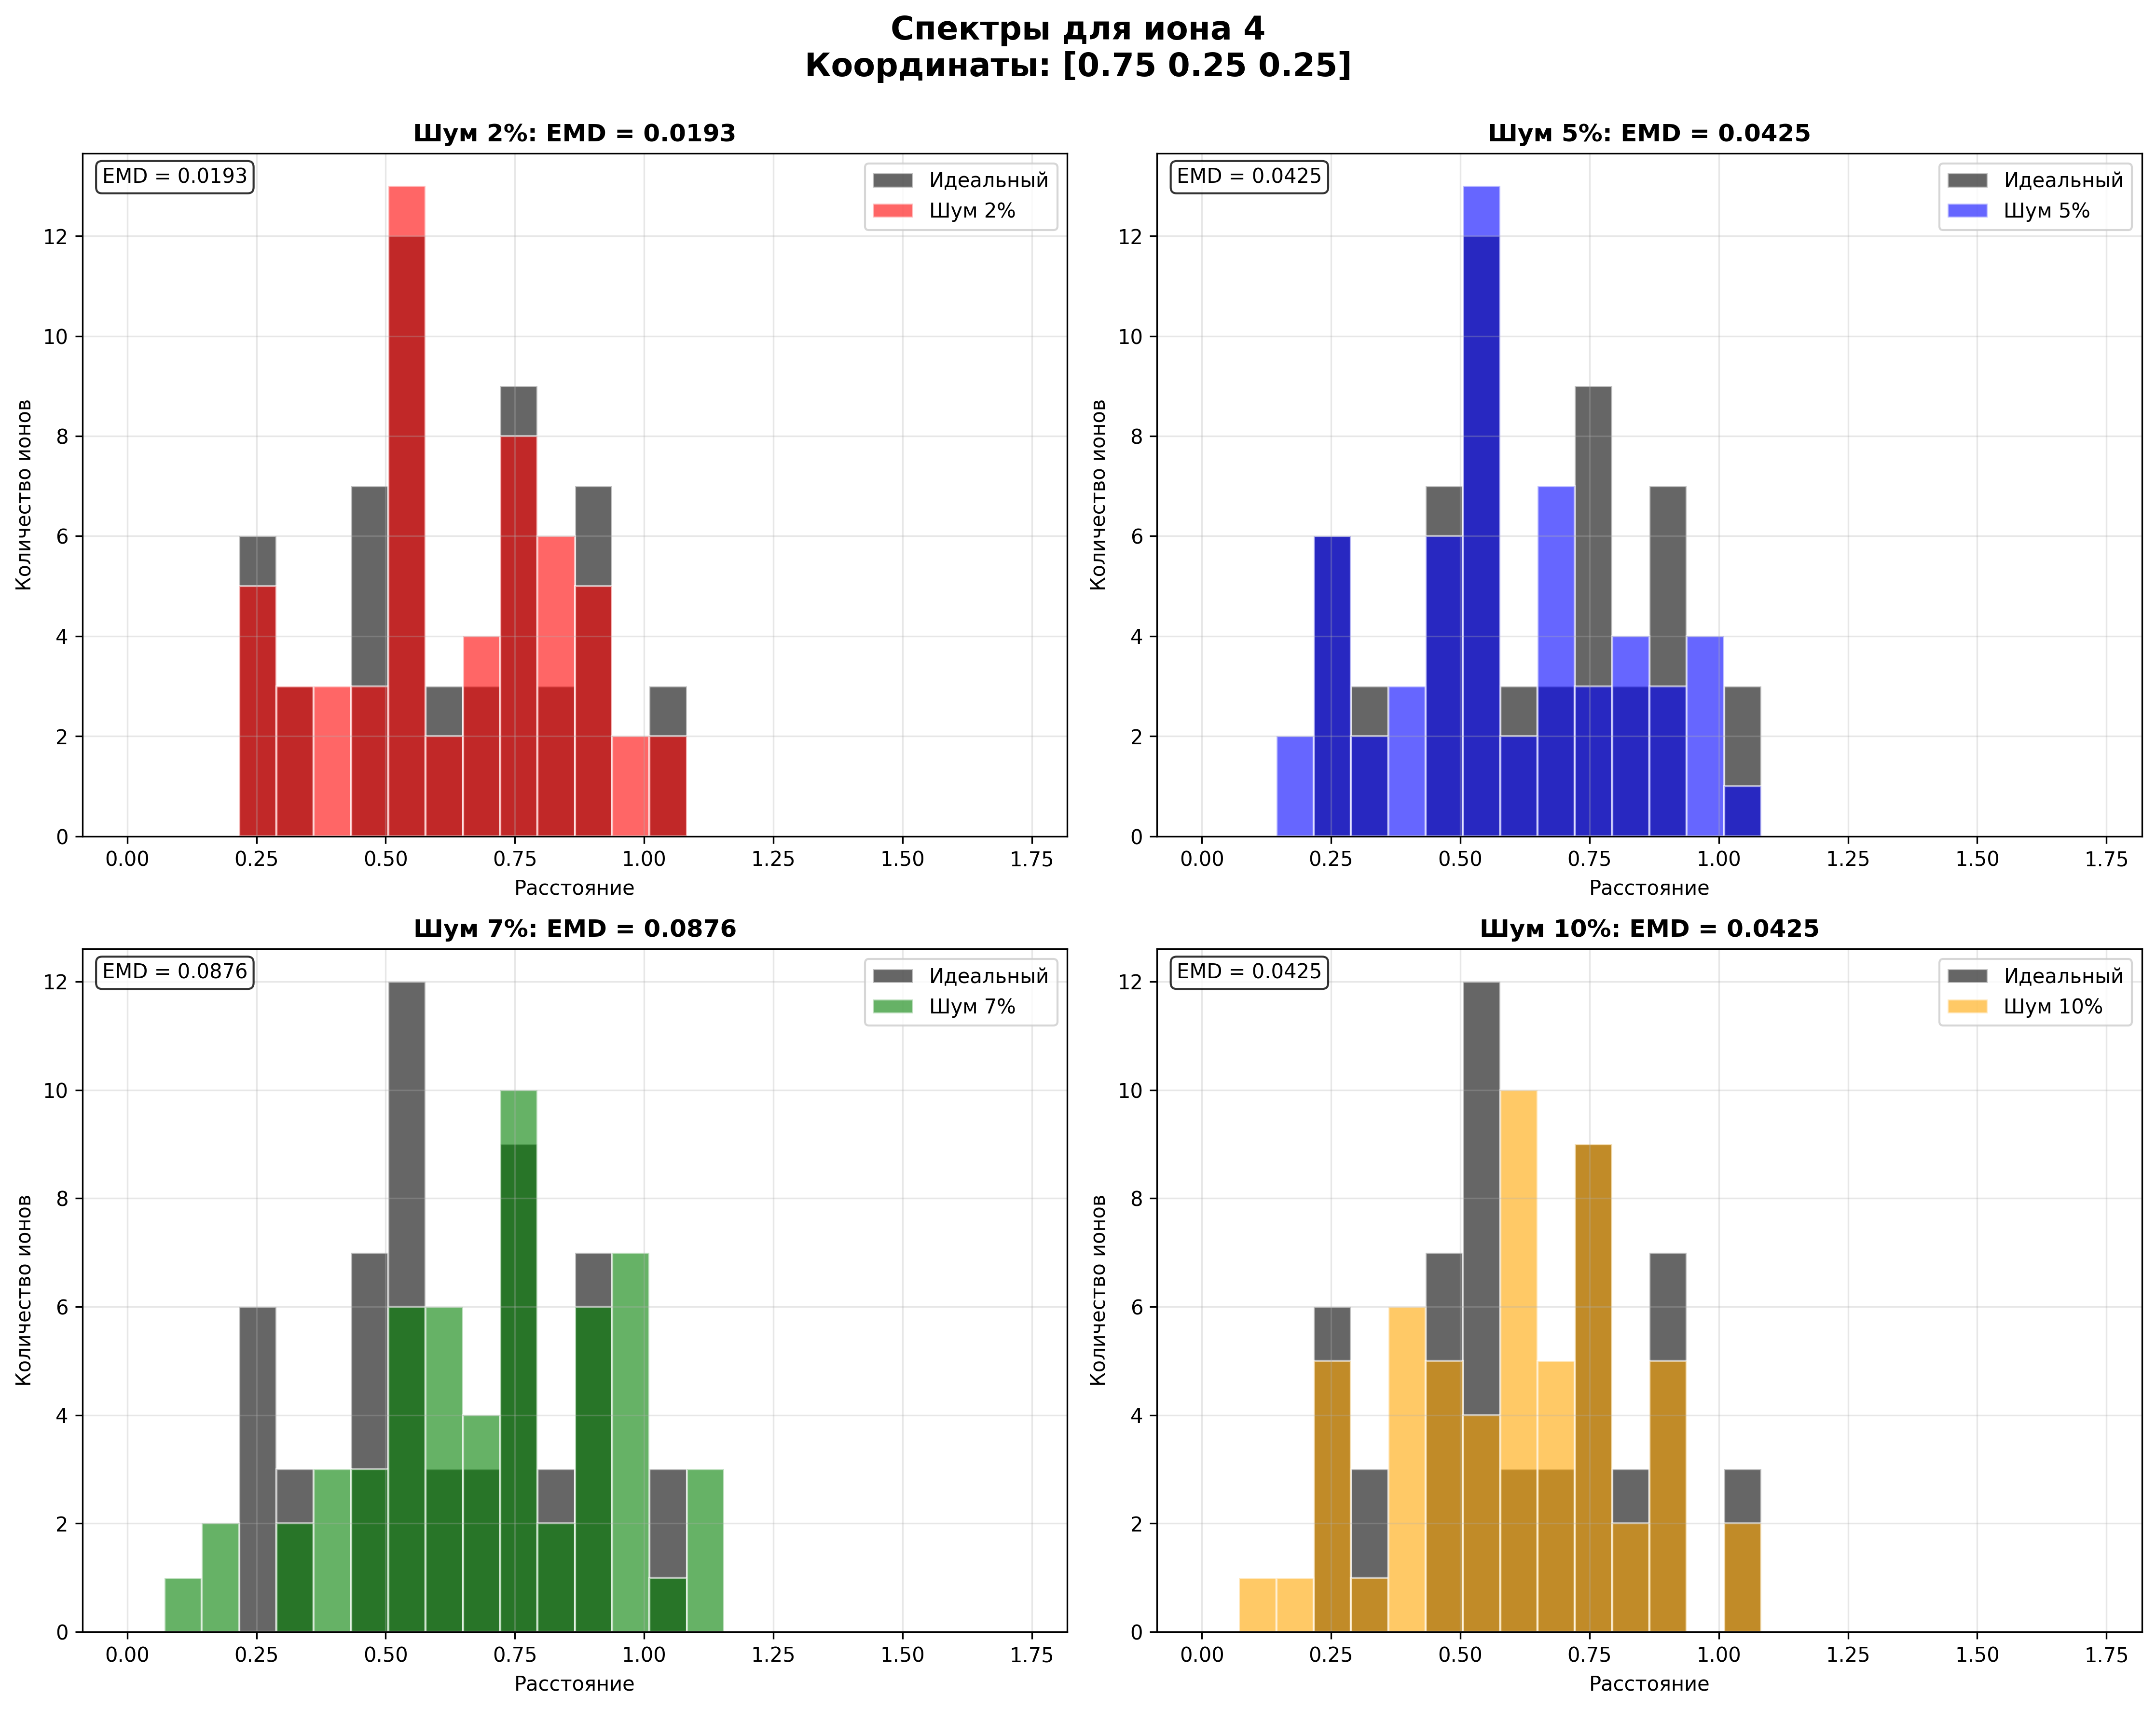 Спектры для иона 4
Координаты: [0.75 0.25 0.25]
Шум 2%: EMD = 0.0193
EMD = 0.0193
Идеальный
Шум 2%
Количество ионов
12
10
8
6
4
2
0
0.00 0.25 0.50 0.75 1.00 1.25 1.50 1.75
Расстояние
Шум 5%: EMD = 0.0425
EMD = 0.0425
Идеальный
Шум 5%
Количество ионов
12
10
8
6
4
2
0
0.00 0.25 0.50 0.75 1.00 1.25 1.50 1.75
Расстояние
Шум 7%: EMD = 0.0876
EMD = 0.0876
Идеальный
Шум 7%
Количество ионов
12
10
8
6
4
2
0
0.00 0.25 0.50 0.75 1.00 1.25 1.50 1.75
Расстояние
Шум 10%: EMD = 0.0425
EMD = 0.0425
Идеальный
Шум 10%
Количество ионов
12
10
8
6
4
2
0
0.00 0.25 0.50 0.75 1.00 1.25 1.50 1.75
Расстояние